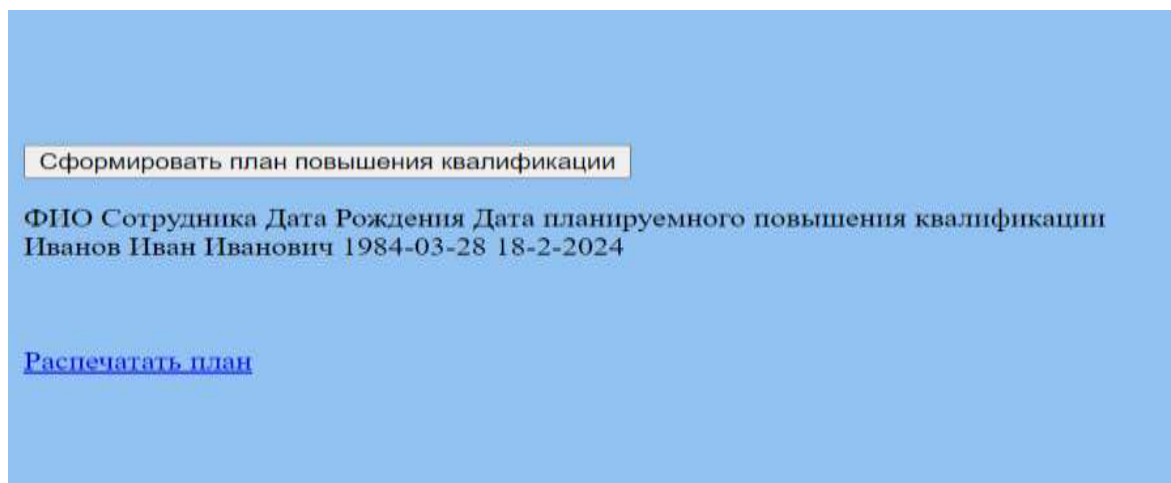 Сформировать план повышения квалификации
ФИО Сотрудника Дата Рождения Дата планируемного повышения квалификации
Иванов Иван Иванович 1984-03-28 18-2-2024
Распечатать план